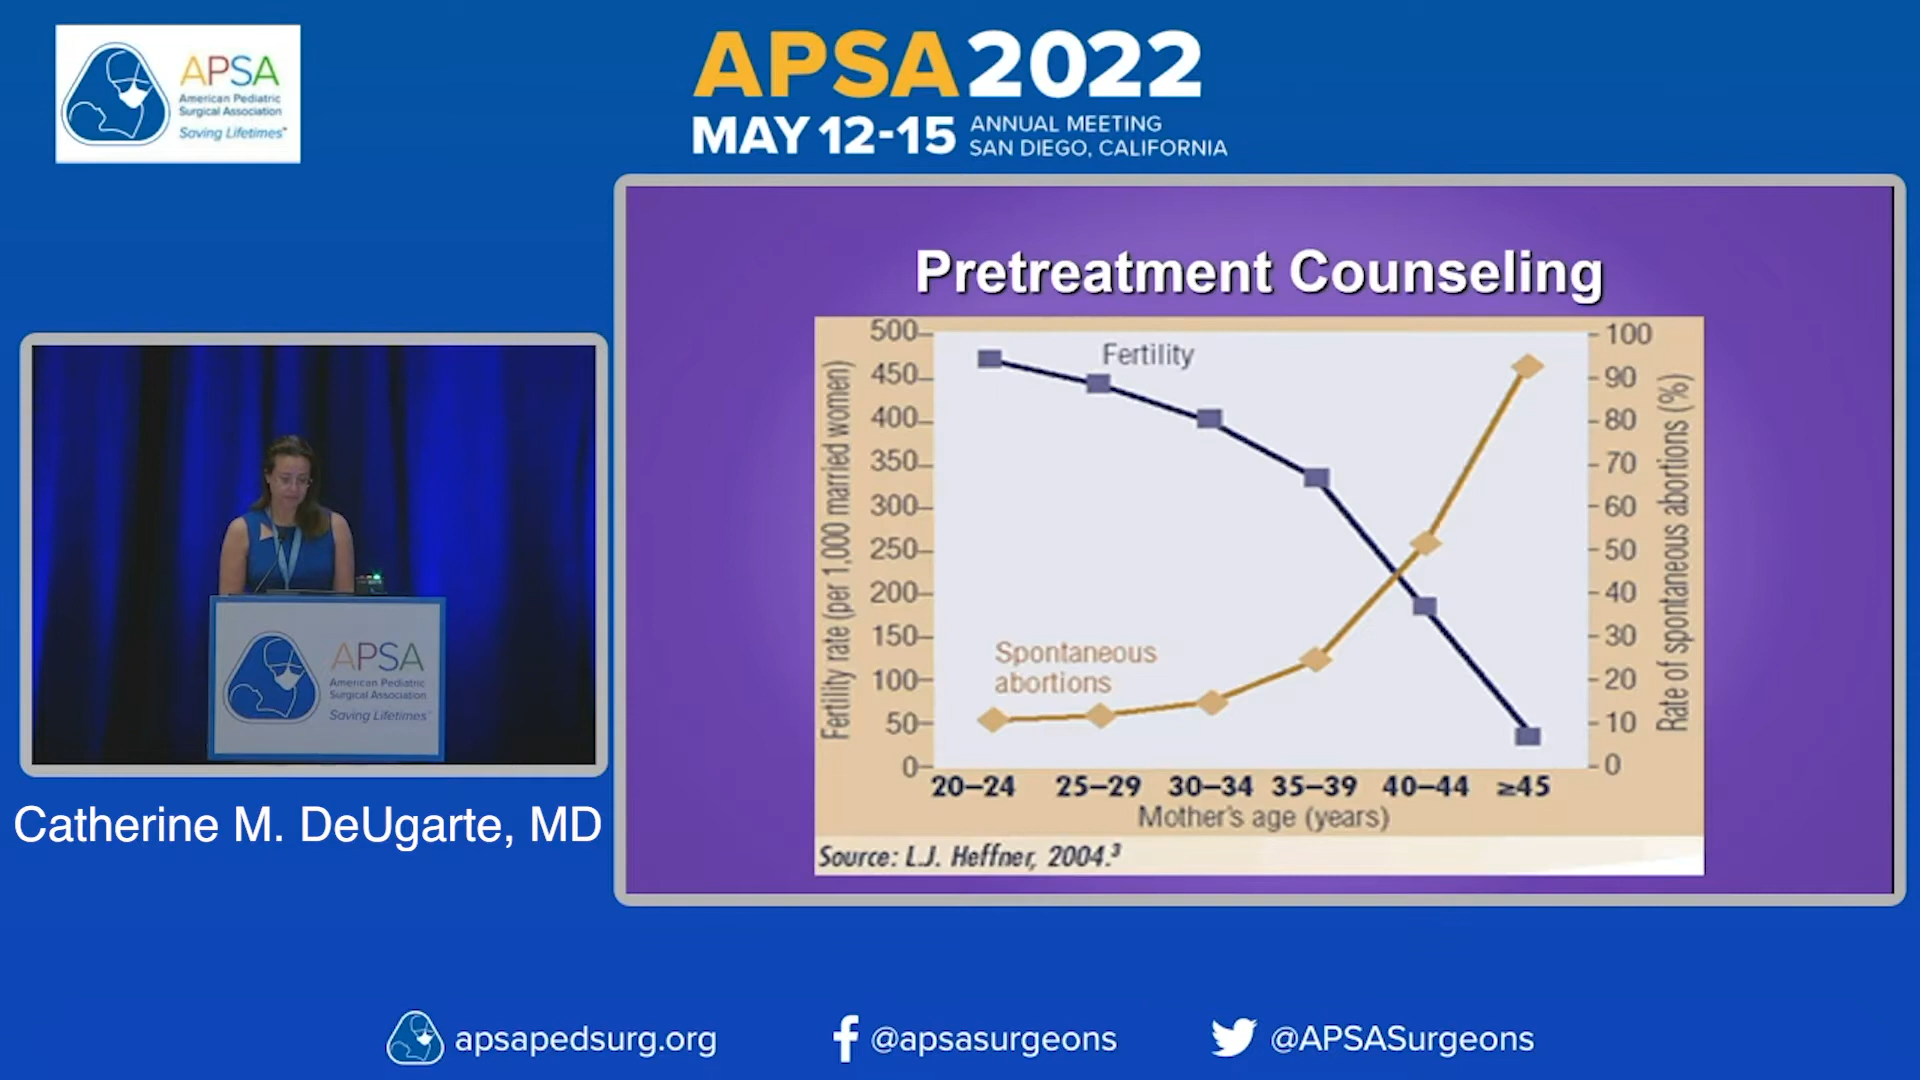 APSA
American Pediatric
Surgical Association
Saving Lifetimes™
APSA 2022
MAY 12-15
ANNUAL MEETING
SAN DIEGO, CALIFORNIA
Pretreatment Counseling
500
450
400
350
300
250
200
150
100
50
0
Fertility rate (per 1,000 married women)
Fertility
Spontaneous
abortions
100
90
80
70
60
50
40
30
20
10
0
Rate of spontaneous abortions (%)
20–24 25–29 30–34 35–39 40–44 ≥45
Mother's age (years)
Source: L.J. Heffner, 2004.³
APSA
American Pediatric
Surgical Association
Saving Lifetimes™
Catherine M. DeUgarte, MD
apsapedsurg.org
@apsasurgeons
@APSASurgeons